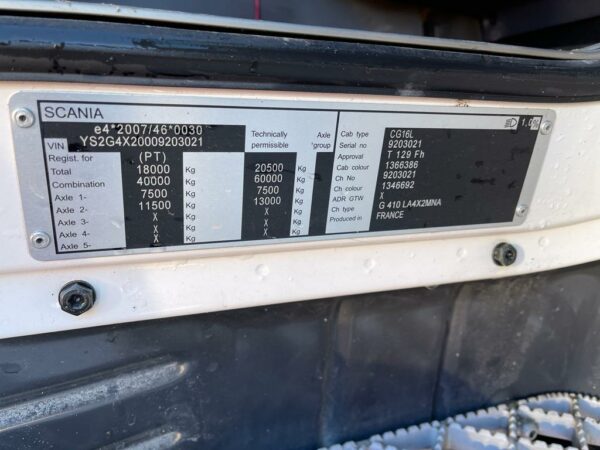 SCANIA
e4*2007/46*0030
VIN YS2G4X20009203021
Technically permissible
Axle group
Regist. for (PT)
Total 18000 Kg 20500 Kg
Combination 40000 Kg 60000 Kg
Axle 1- 7500 Kg 7500 Kg
Axle 2- 11500 Kg 13000 Kg
Axle 3- X Kg X Kg
Axle 4- X Kg X Kg
Axle 5- X Kg X Kg
1.0%
Cab type CG16L
Serial no 9203021
Approval T 129 Fh
Cab colour 1366386
Ch No 9203021
Ch colour 1346692
ADR GTW X
Ch type G 410 LA4X2MNA
Produced in FRANCE